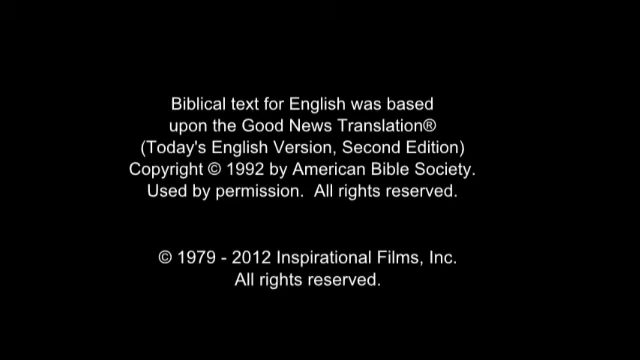 Biblical text for English was based
upon the Good News Translation®
(Today's English Version, Second Edition)
Copyright © 1992 by American Bible Society.
Used by permission.  All rights reserved.
© 1979 - 2012 Inspirational Films, Inc.
All rights reserved.